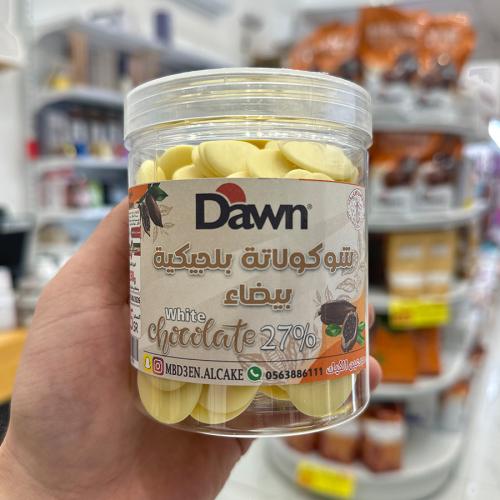 Dawn®
شوكولاتة بلجيكية
بيضاء
White
chocolate 27%
MBD3EN.ALCAKE 0563886111